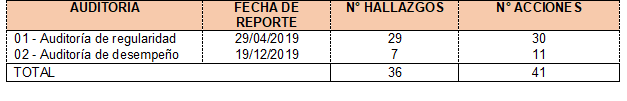 AUDITORIA FECHA DE REPORTE N° HALLAZGOS N° ACCIONES
01 - Auditoría de regularidad 29/04/2019 29 30
02 - Auditoría de desempeño 19/12/2019 7 11
TOTAL 36 41